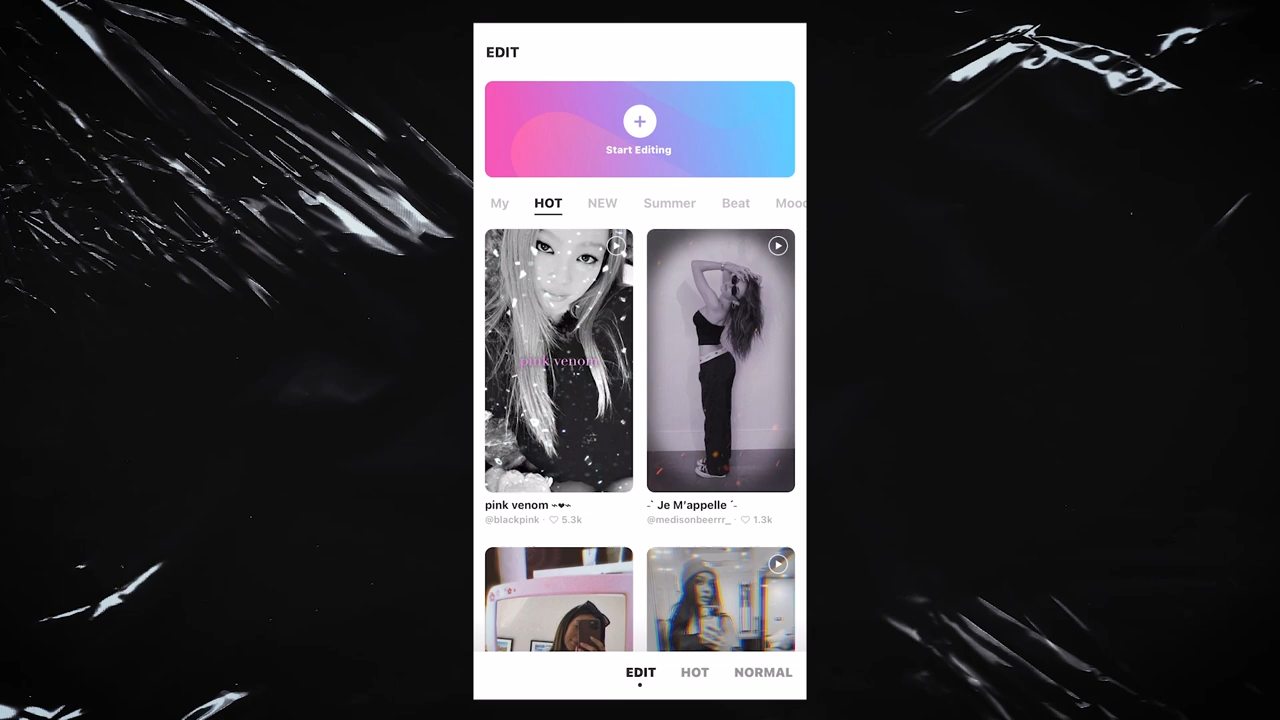 EDIT
Start Editing
My HOT NEW Summer Beat Mood
pink venom
pink venom ⌁❤︎⌁
@blackpink · ♡ 5.3k
-ˋ Je M'appelle ˊ-
@medisonbeerrr_ · ♡ 1.3k
EDIT HOT NORMAL